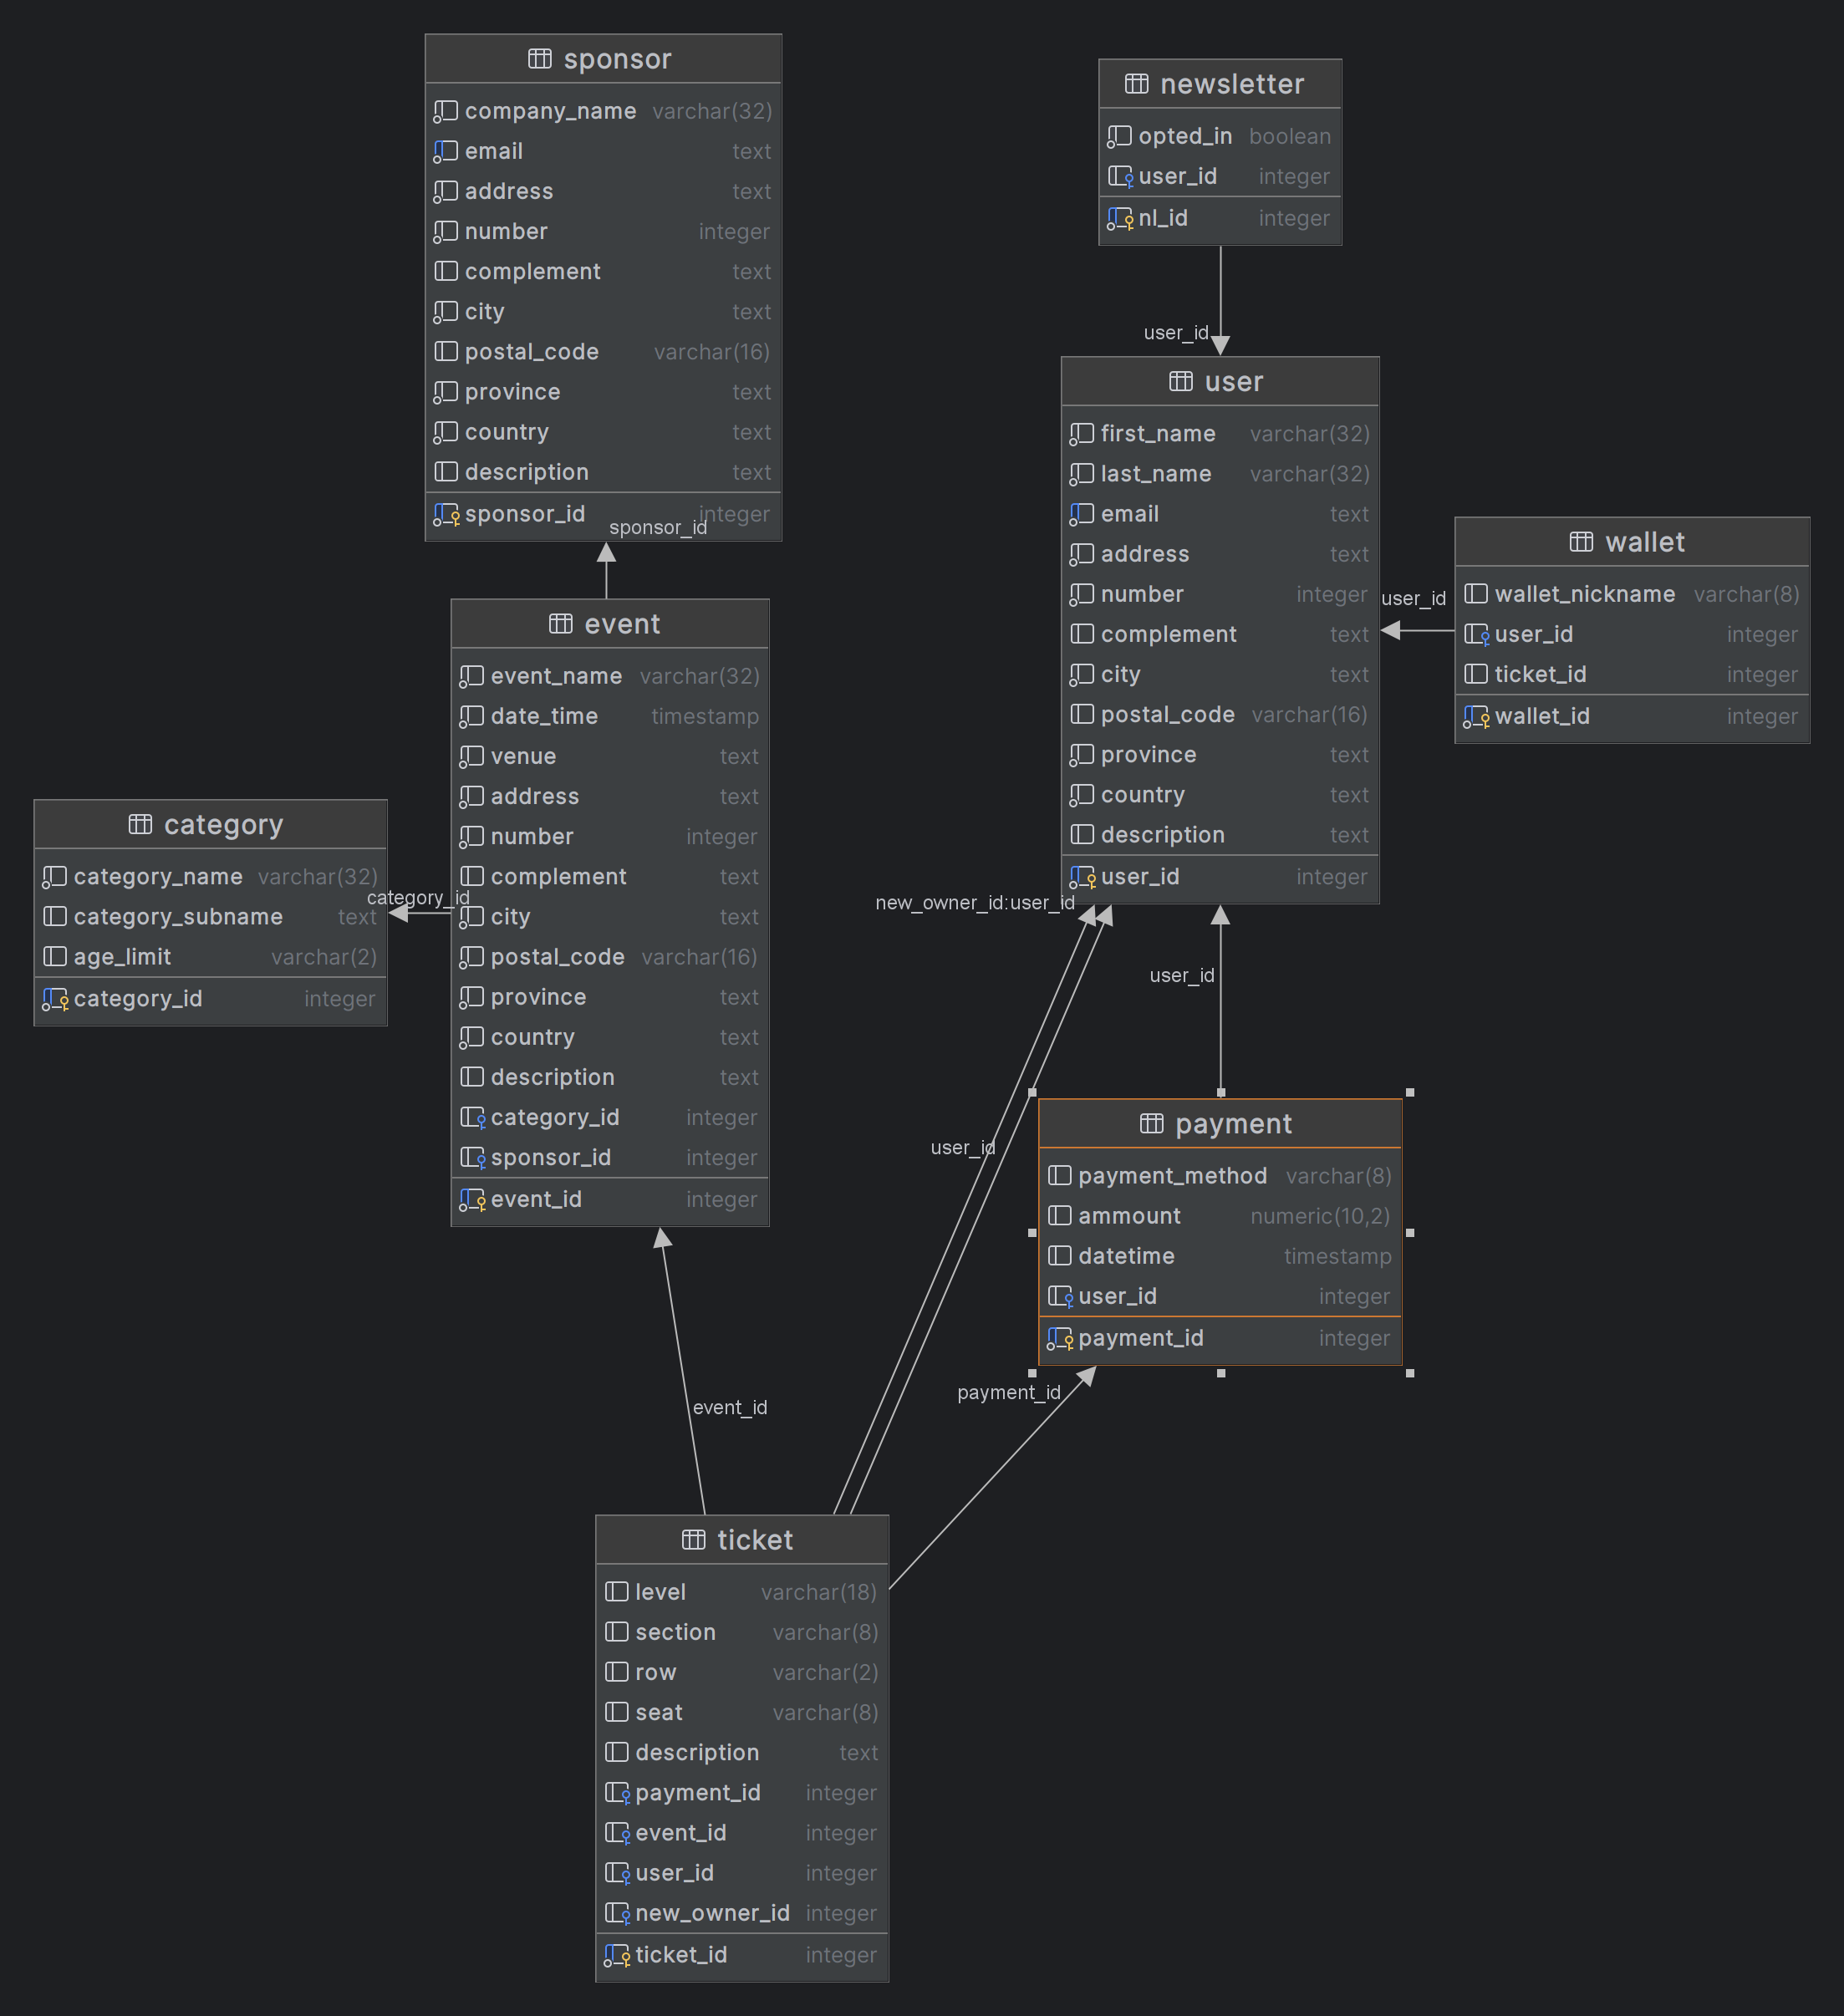 sponsor
company_name varchar(32)
email text
address text
number integer
complement text
city text
postal_code varchar(16)
province text
country text
description text
sponsor_id integer
sponsor_id
newsletter
opted_in boolean
user_id integer
nl_id integer
user_id
user
first_name varchar(32)
last_name varchar(32)
email text
address text
number integer
complement text
city text
postal_code varchar(16)
province text
country text
description text
user_id integer
user_id
wallet
wallet_nickname varchar(8)
user_id integer
ticket_id integer
wallet_id integer
event
event_name varchar(32)
date_time timestamp
venue text
address text
number integer
complement text
city text
postal_code varchar(16)
province text
country text
description text
category_id integer
sponsor_id integer
event_id integer
category
category_name varchar(32)
category_subname text
age_limit varchar(2)
category_id integer
category_id
new_owner_id:user_id
user_id
user_id
payment
payment_method varchar(8)
ammount numeric(10,2)
datetime timestamp
user_id integer
payment_id integer
payment_id
event_id
ticket
level varchar(18)
section varchar(8)
row varchar(2)
seat varchar(8)
description text
payment_id integer
event_id integer
user_id integer
new_owner_id integer
ticket_id integer